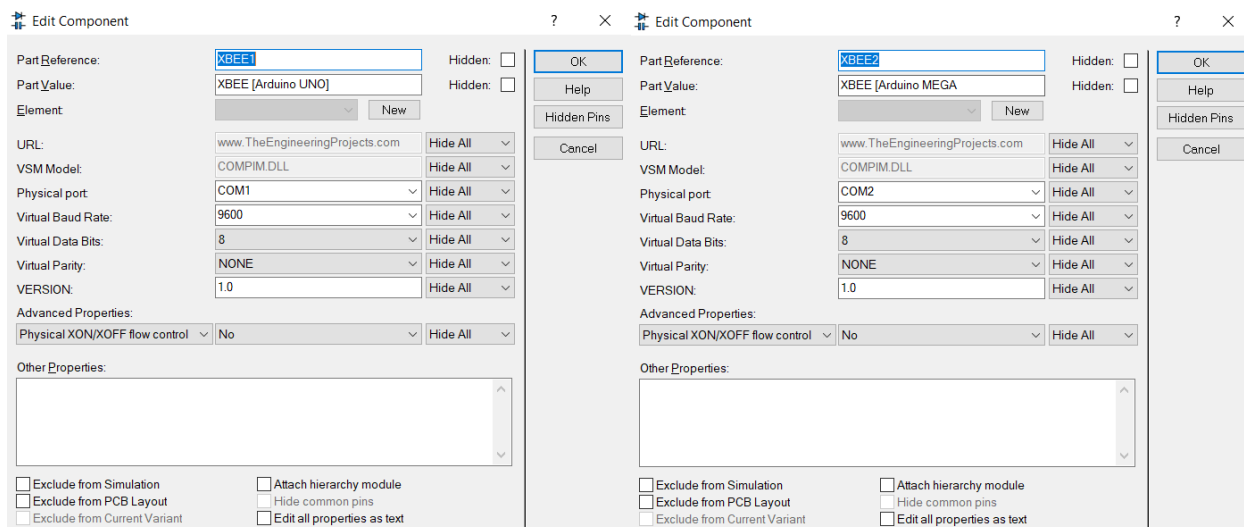 Edit Component ? ×
Part Reference: XBEE1 Hidden: OK
Part Value: XBEE [Arduino UNO] Hidden: Help
Element: New Hidden Pins
URL: www.TheEngineeringProjects.com Hide All Cancel
VSM Model: COMPIM.DLL Hide All
Physical port: COM1 Hide All
Virtual Baud Rate: 9600 Hide All
Virtual Data Bits: 8 Hide All
Virtual Parity: NONE Hide All
VERSION: 1.0 Hide All
Advanced Properties:
Physical XON/XOFF flow control No Hide All
Other Properties:
Exclude from Simulation Attach hierarchy module
Exclude from PCB Layout Hide common pins
Exclude from Current Variant Edit all properties as text
Edit Component ? ×
Part Reference: XBEE2 Hidden: OK
Part Value: XBEE [Arduino MEGA Hidden: Help
Element: New Hidden Pins
URL: www.TheEngineeringProjects.com Hide All Cancel
VSM Model: COMPIM.DLL Hide All
Physical port: COM2 Hide All
Virtual Baud Rate: 9600 Hide All
Virtual Data Bits: 8 Hide All
Virtual Parity: NONE Hide All
VERSION: 1.0 Hide All
Advanced Properties:
Physical XON/XOFF flow control No Hide All
Other Properties:
Exclude from Simulation Attach hierarchy module
Exclude from PCB Layout Hide common pins
Exclude from Current Variant Edit all properties as text